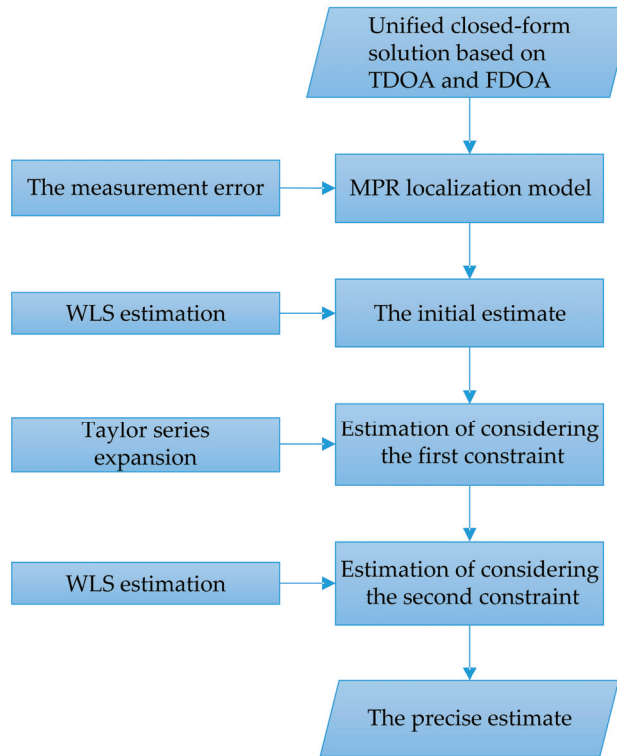 Unified closed-form
solution based on
TDOA and FDOA
The measurement error
MPR localization model
WLS estimation
The initial estimate
Taylor series
expansion
Estimation of considering
the first constraint
WLS estimation
Estimation of considering
the second constraint
The precise estimate